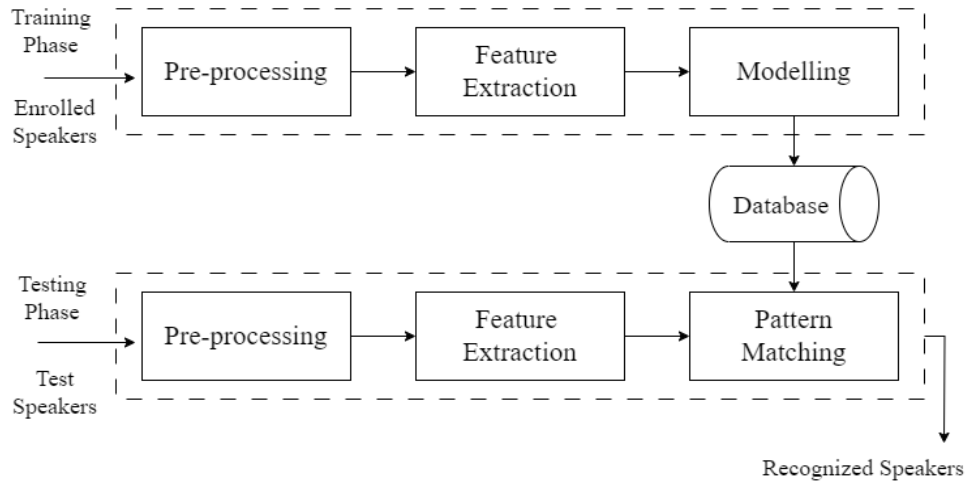 Training
Phase
Enrolled
Speakers
Pre-processing
Feature
Extraction
Modelling
Database
Testing
Phase
Test
Speakers
Pre-processing
Feature
Extraction
Pattern
Matching
Recognized Speakers